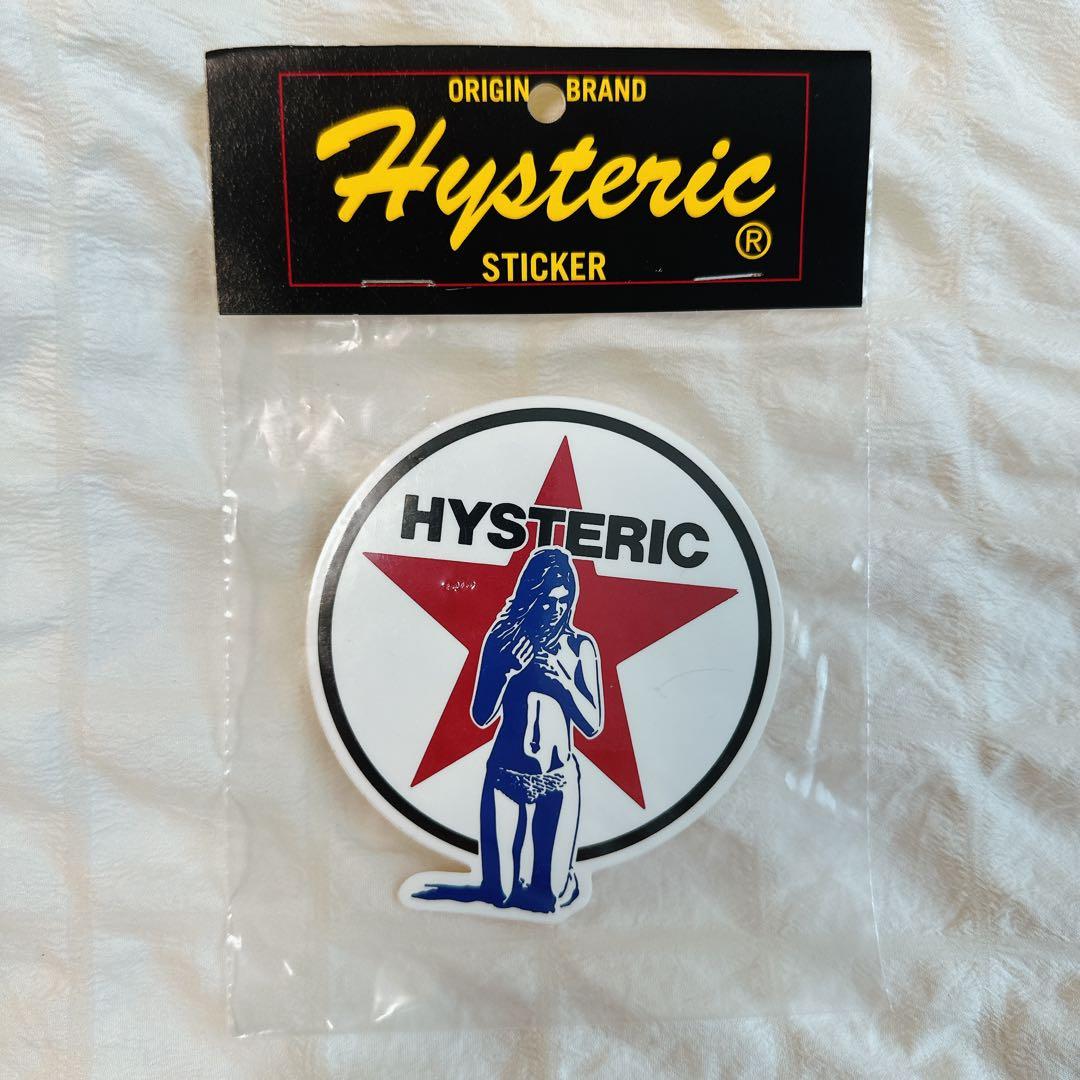 ORIGIN BRAND
Hysteric
®
STICKER
HYSTERIC